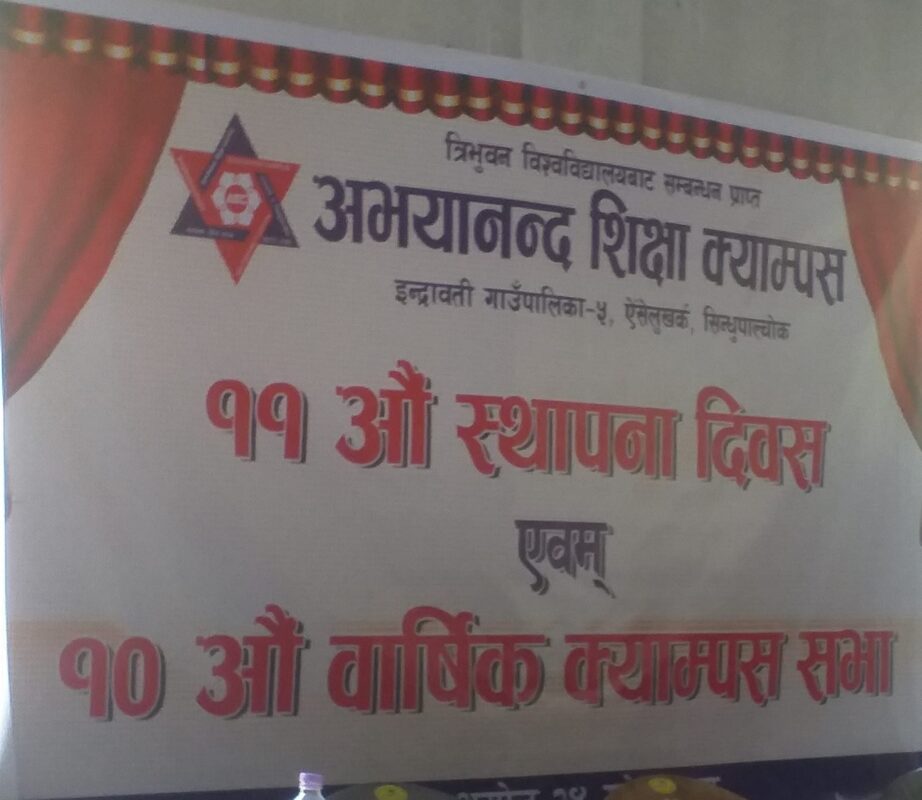 त्रिभुवन विश्वविद्यालयबाट सम्बन्धन प्राप्त
अभयानन्द शिक्षा क्याम्पस
इन्द्रावती गाउँपालिका-५, ऐंसेलुखर्क, सिन्धुपाल्चोक
११ औं स्थापना दिवस
एवम्
१० औं वार्षिक क्याम्पस सभा